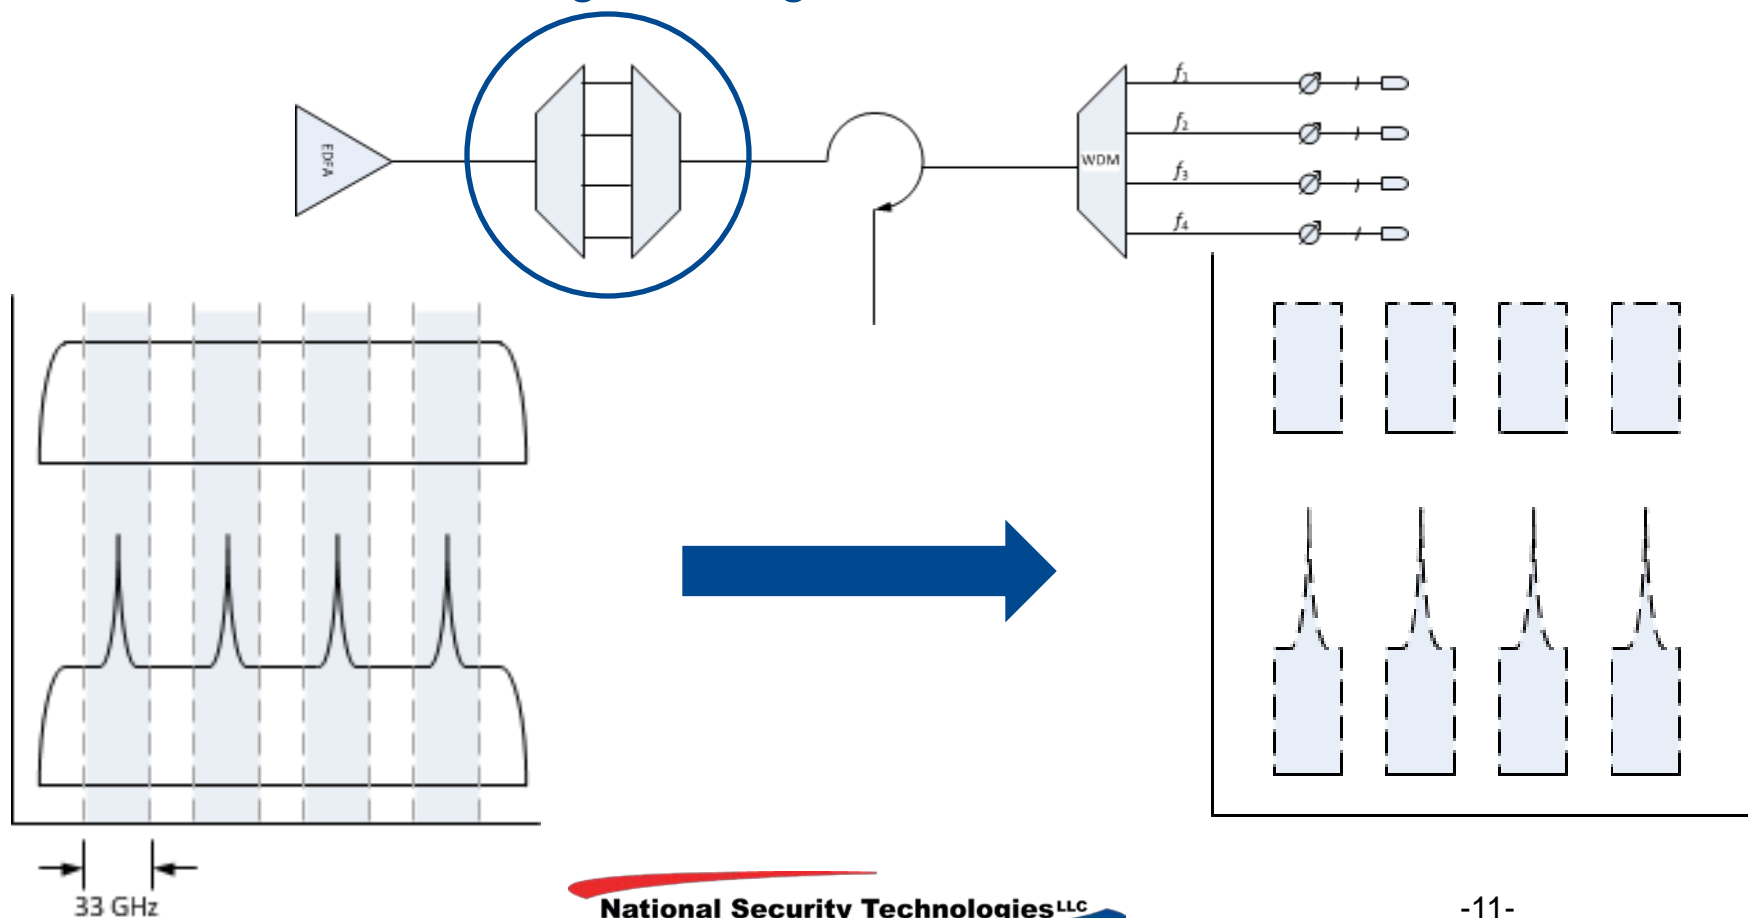 EDFA
WDM
f1
f2
f3
f4
33 GHz
National Security Technologies LLC
-11-